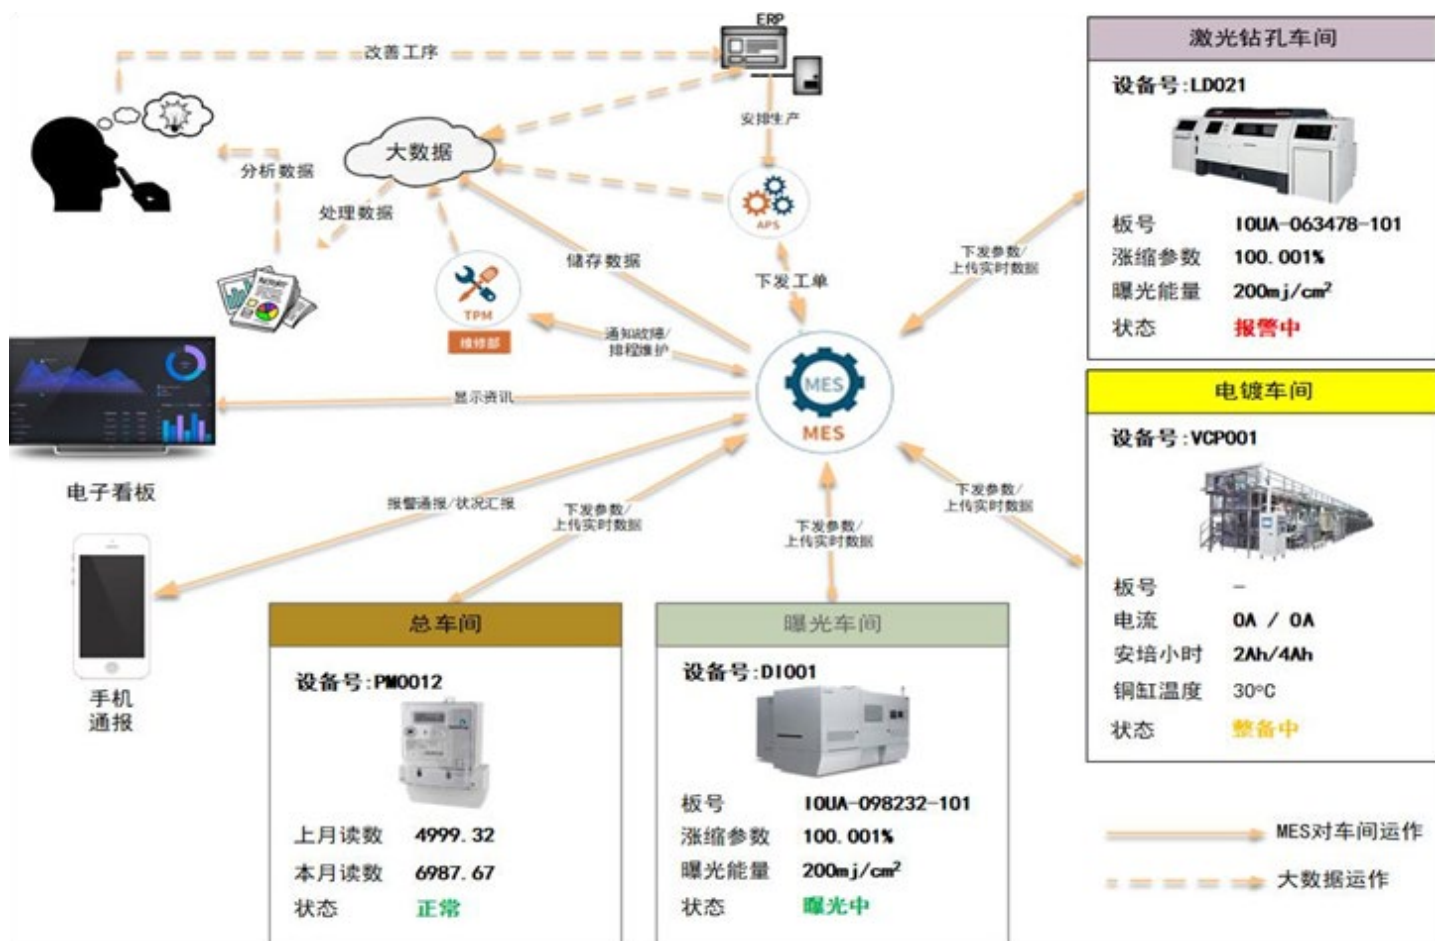 ERP
改善工序
安排生产
大数据
分析数据
处理数据
APS
储存数据
下发工单
TPM
维修部
通知故障/
排程维护
MES
MES
显示资讯
电子看板
报警通报/状况汇报
手机
通报
下发参数/
上传实时数据
下发参数/
上传实时数据
下发参数/
上传实时数据
下发参数/
上传实时数据
激光钻孔车间
设备号:LD021
板号 IOUA-063478-101
涨缩参数 100.001%
曝光能量 200mj/cm²
状态 报警中
电镀车间
设备号:VCP001
板号 -
电流 0A / 0A
安培小时 2Ah/4Ah
铜缸温度 30°C
状态 整备中
总车间
设备号:PM0012
上月读数 4999.32
本月读数 6987.67
状态 正常
曝光车间
设备号:DI001
板号 IOUA-098232-101
涨缩参数 100.001%
曝光能量 200mj/cm²
状态 曝光中
MES对车间运作
大数据运作